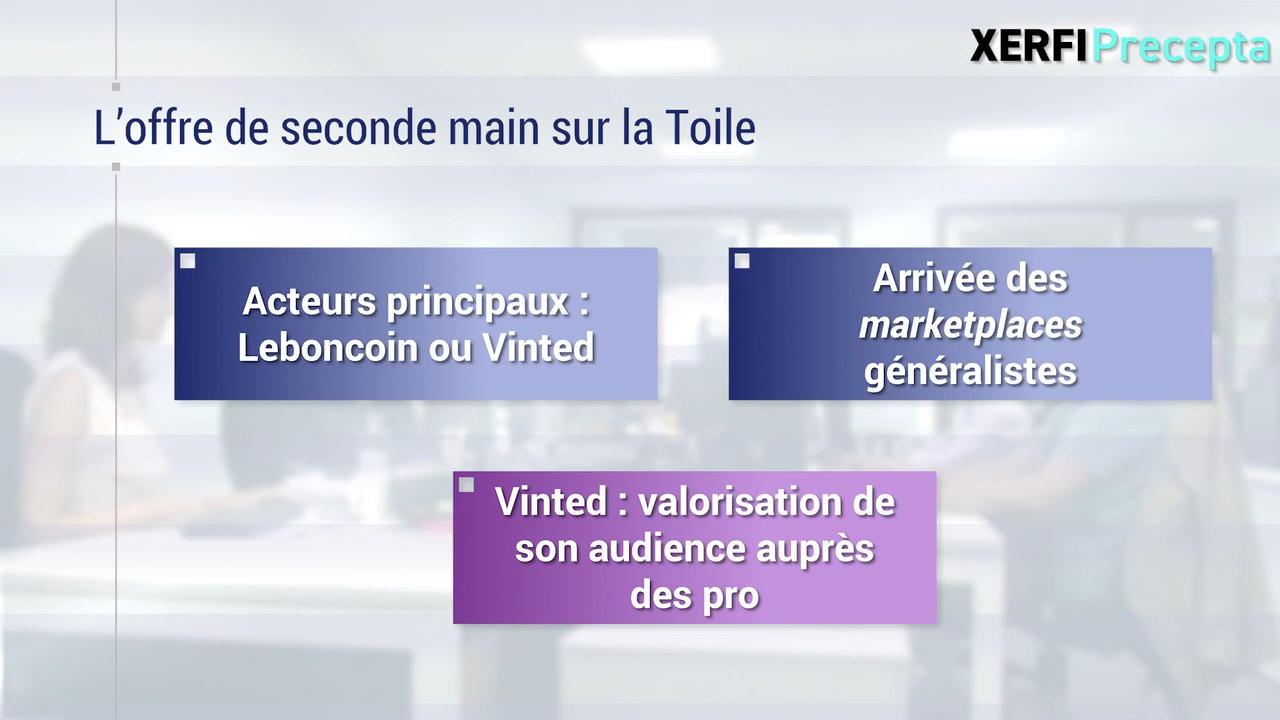 XERFI Precepta
L’offre de seconde main sur la Toile
Acteurs principaux :
Leboncoin ou Vinted
Arrivée des
marketplaces
généralistes
Vinted : valorisation de
son audience auprès
des pro